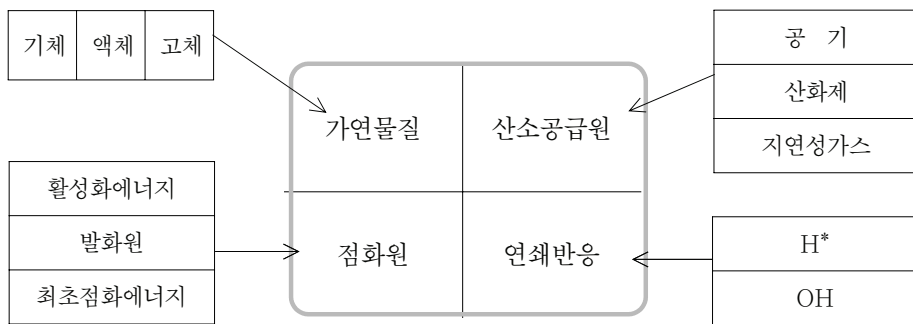 기체 액체 고체
공 기
산화제
지연성가스
가연물질 산소공급원
활성화에너지
발화원
최초점화에너지
점화원 연쇄반응
H*
OH